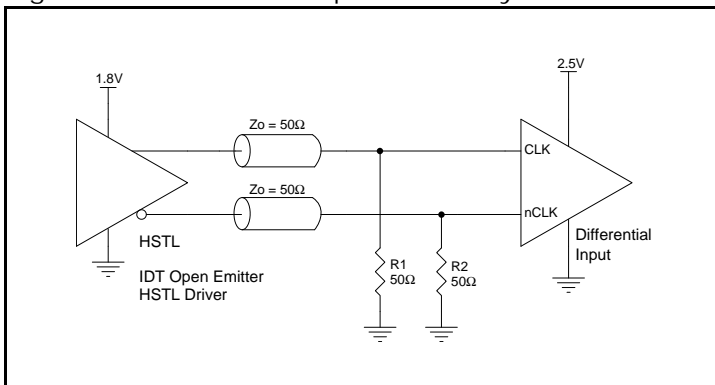 1.8V
2.5V
Zo = 50Ω
CLK
Zo = 50Ω
nCLK
HSTL
Differential
Input
IDT Open Emitter
HSTL Driver
R1
50Ω
R2
50Ω